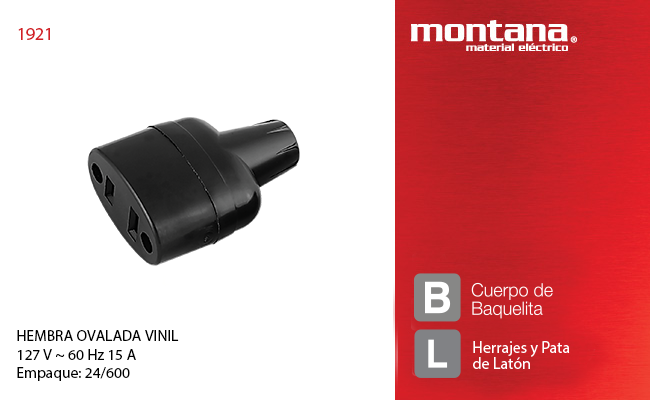 1921
montana®
material eléctrico
B
Cuerpo de
Baquelita
L
Herrajes y Pata
de Latón
HEMBRA OVALADA VINIL
127 V ~ 60 Hz 15 A
Empaque: 24/600